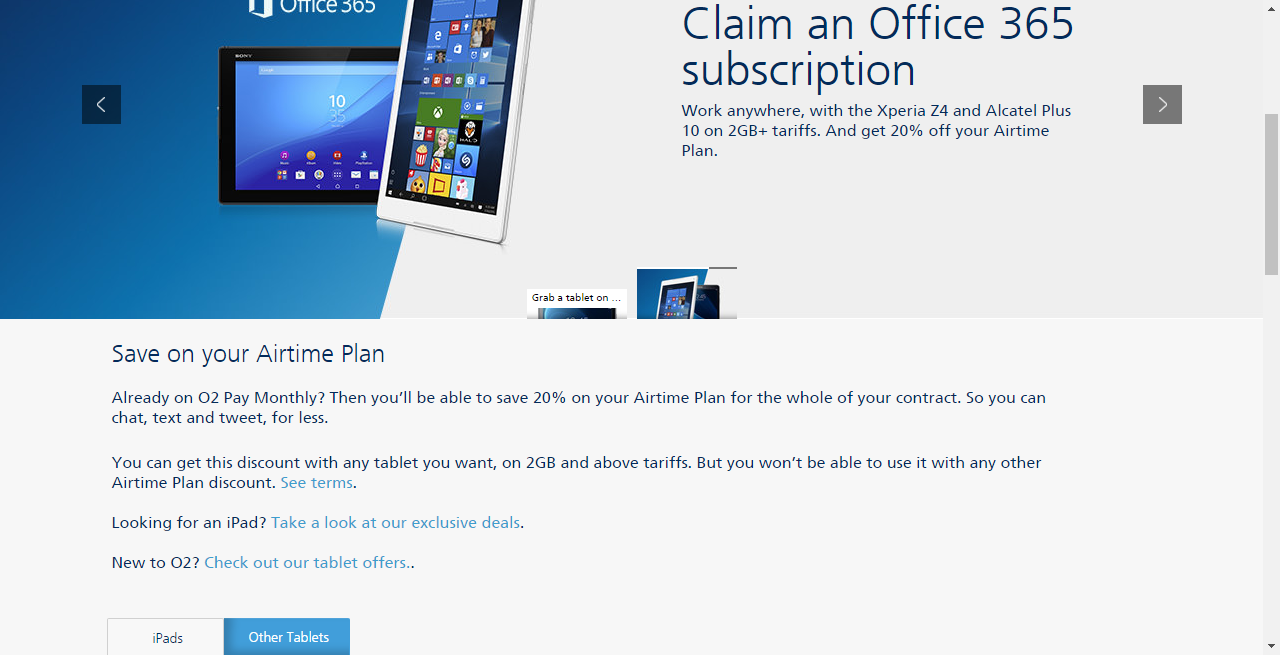 Office 365
SONY
10
35
HALO
Music
Album
Video
PlayStation
Claim an Office 365
subscription
Work anywhere, with the Xperia Z4 and Alcatel Plus
10 on 2GB+ tariffs. And get 20% off your Airtime
Plan.
Grab a tablet on ...
Save on your Airtime Plan
Already on O2 Pay Monthly? Then you’ll be able to save 20% on your Airtime Plan for the whole of your contract. So you can
chat, text and tweet, for less.
You can get this discount with any tablet you want, on 2GB and above tariffs. But you won’t be able to use it with any other
Airtime Plan discount. See terms.
Looking for an iPad? Take a look at our exclusive deals.
New to O2? Check out our tablet offers..
iPads
Other Tablets